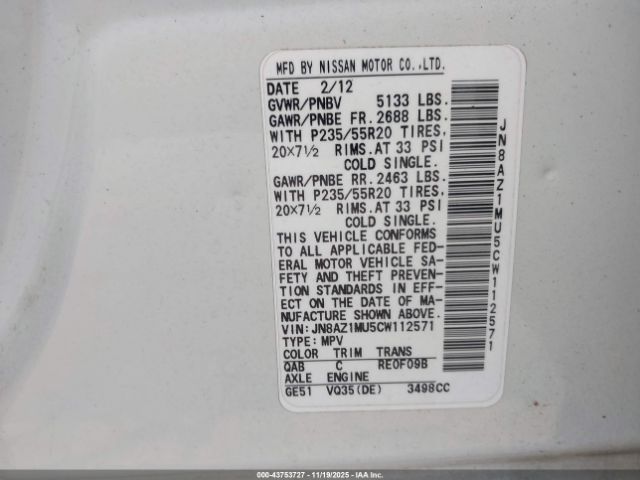 MFD BY NISSAN MOTOR CO.,LTD.
DATE 2/12
GVWR/PNBV 5133 LBS.
GAWR/PNBE FR. 2688 LBS.
WITH P235/55R20 TIRES,
20×7½ RIMS. AT 33 PSI
COLD SINGLE.
GAWR/PNBE RR. 2463 LBS.
WITH P235/55R20 TIRES,
20×7½ RIMS. AT 33 PSI
COLD SINGLE.
THIS VEHICLE CONFORMS
TO ALL APPLICABLE FED-
ERAL MOTOR VEHICLE SA-
FETY AND THEFT PREVEN-
TION STANDARDS IN EFF-
ECT ON THE DATE OF MA-
NUFACTURE SHOWN ABOVE.
VIN:JN8AZ1MU5CW112571
TYPE: MPV
COLOR TRIM TRANS
QAB C RE0F09B
AXLE ENGINE
GE51 VQ35(DE) 3498CC
JN8AZ1MU5CW112571
000-43753727 - 11/19/2025 - IAAI.COM